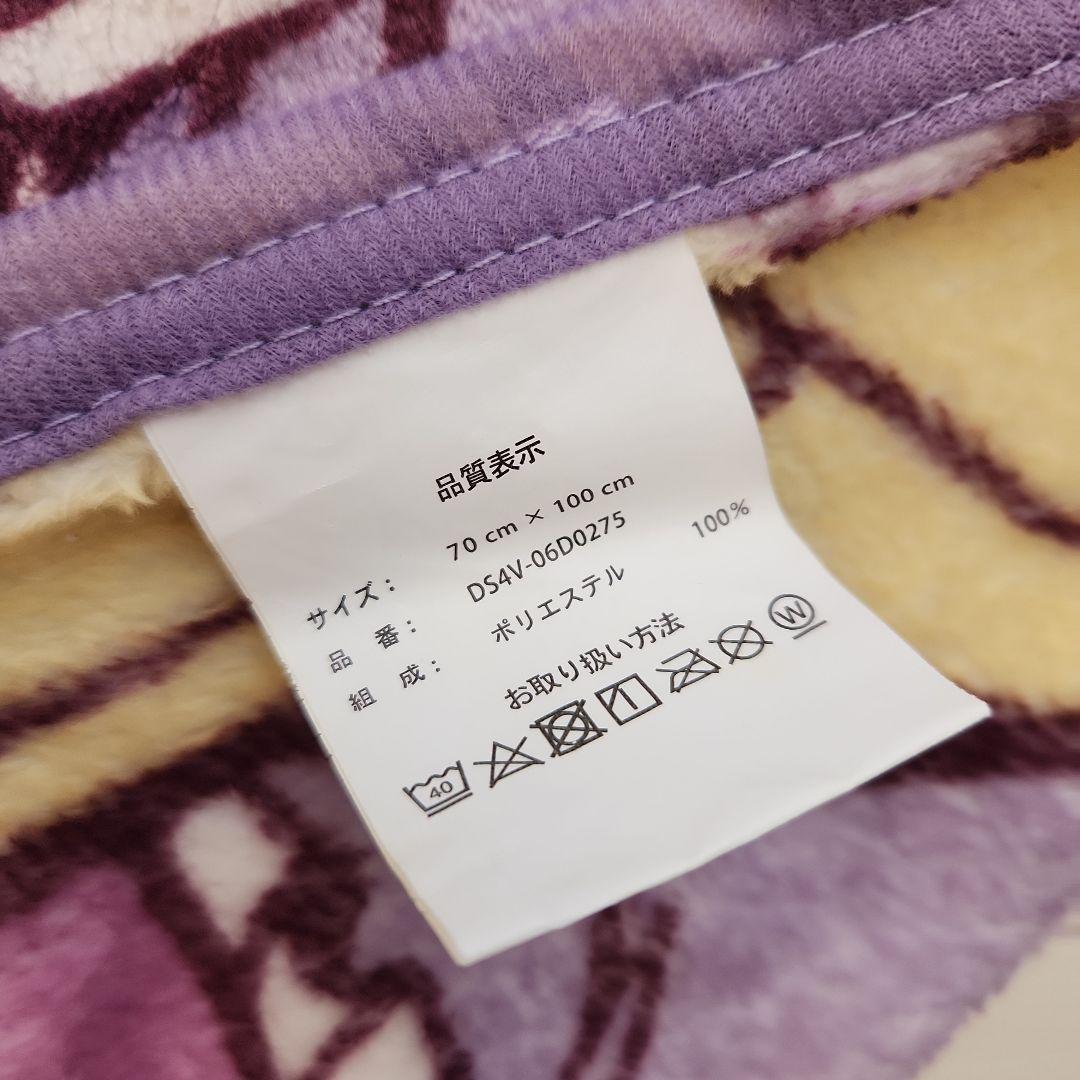 品質表示
サイズ： 70 cm × 100 cm
品 番： DS4V-06D0275
組 成： ポリエステル 100%
お取り扱い方法
40 W